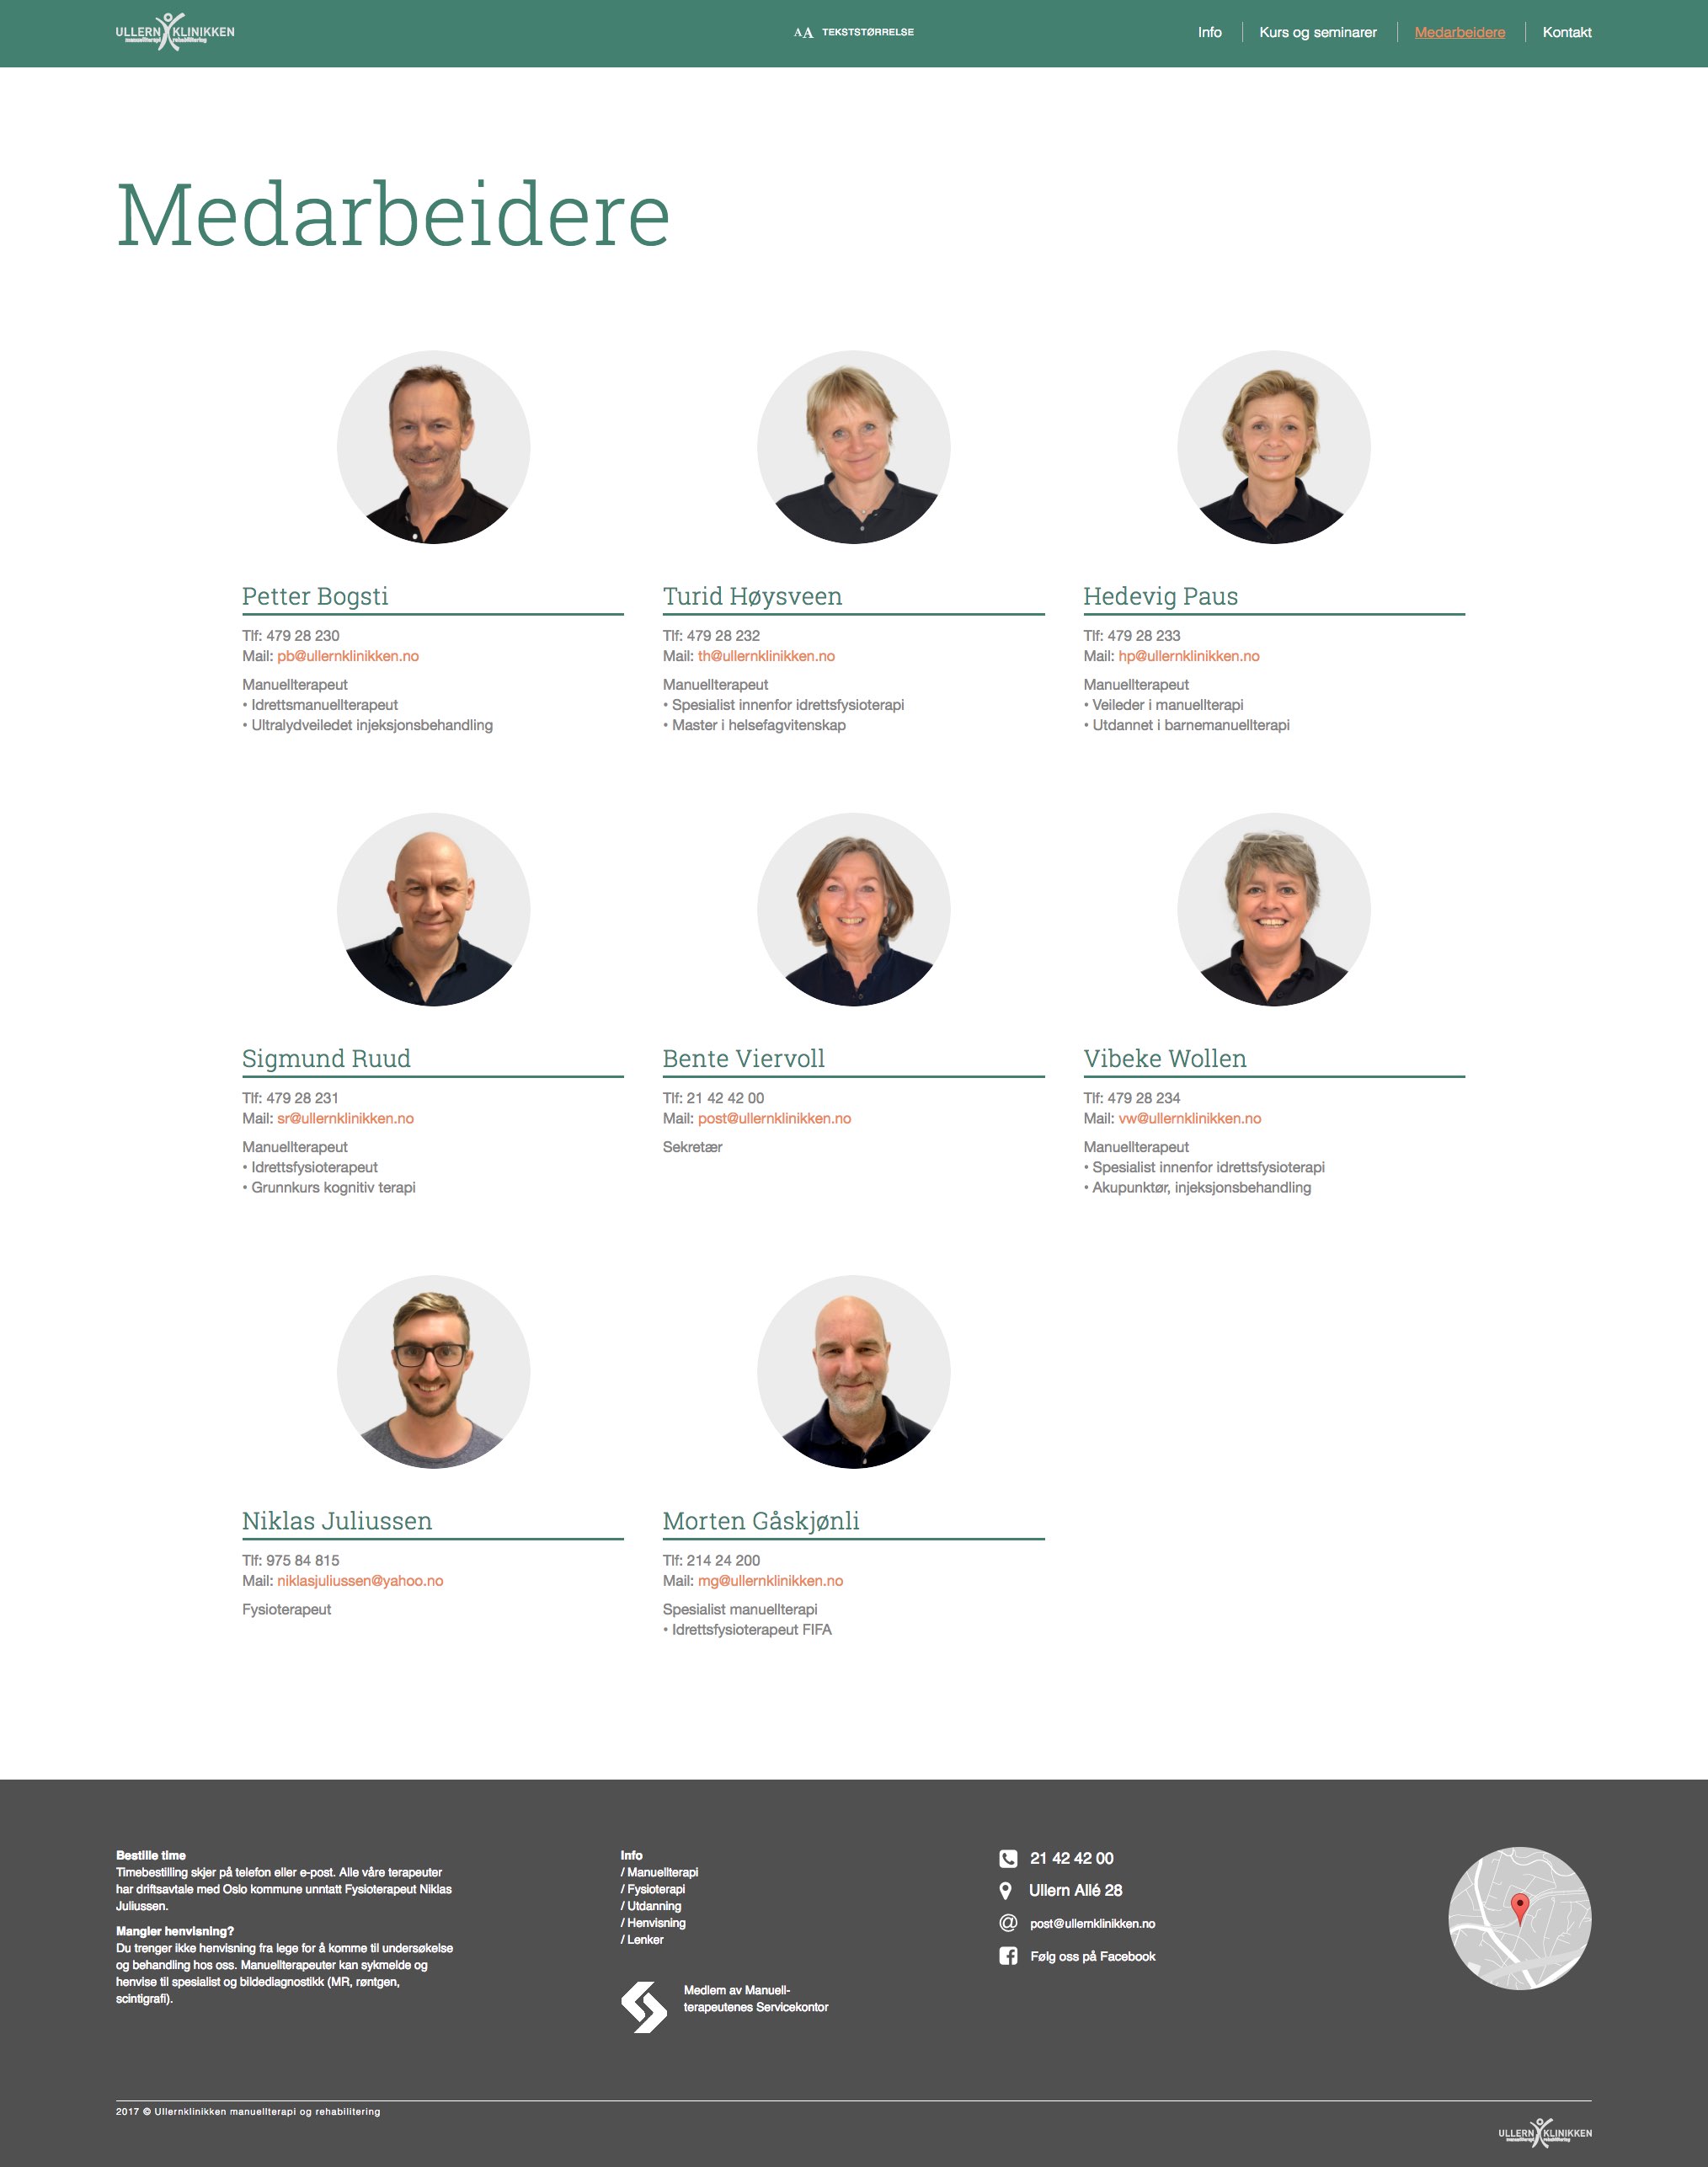 ULLERN KLINIKKEN
manuellterapi rehabilitering
AA TEKSTSTØRRELSE
Info
Kurs og seminarer
Medarbeidere
Kontakt
Medarbeidere
Petter Bogsti
Tlf: 479 28 230
Mail: pb@ullernklinikken.no
Manuellterapeut
• Idrettsmanuellterapeut
• Ultralydveiledet injeksjonsbehandling
Turid Høysveen
Tlf: 479 28 232
Mail: th@ullernklinikken.no
Manuellterapeut
• Spesialist innenfor idrettsfysioterapi
• Master i helsefagvitenskap
Hedevig Paus
Tlf: 479 28 233
Mail: hp@ullernklinikken.no
Manuellterapeut
• Veileder i manuellterapi
• Utdannet i barnemanuellterapi
Sigmund Ruud
Tlf: 479 28 231
Mail: sr@ullernklinikken.no
Manuellterapeut
• Idrettsfysioterapeut
• Grunnkurs kognitiv terapi
Bente Viervoll
Tlf: 21 42 42 00
Mail: post@ullernklinikken.no
Sekretær
Vibeke Wollen
Tlf: 479 28 234
Mail: vw@ullernklinikken.no
Manuellterapeut
• Spesialist innenfor idrettsfysioterapi
• Akupunktør, injeksjonsbehandling
Niklas Juliussen
Tlf: 975 84 815
Mail: niklasjuliussen@yahoo.no
Fysioterapeut
Morten Gåskjønli
Tlf: 214 24 200
Mail: mg@ullernklinikken.no
Spesialist manuellterapi
• Idrettsfysioterapeut FIFA
Bestille time
Timebestilling skjer på telefon eller e-post. Alle våre terapeuter
har driftsavtale med Oslo kommune unntatt Fysioterapeut Niklas
Juliussen.
Mangler henvisning?
Du trenger ikke henvisning fra lege for å komme til undersøkelse
og behandling hos oss. Manuellterapeuter kan sykmelde og
henvise til spesialist og bildediagnostikk (MR, røntgen,
scintigrafi).
Info
/ Manuellterapi
/ Fysioterapi
/ Utdanning
/ Henvisning
/ Lenker
Medlem av Manuell-
terapeutenes Servicekontor
21 42 42 00
Ullern Allé 28
@ post@ullernklinikken.no
Følg oss på Facebook
2017 © Ullernklinikken manuellterapi og rehabilitering
ULLERN KLINIKKEN
manuellterapi rehabilitering